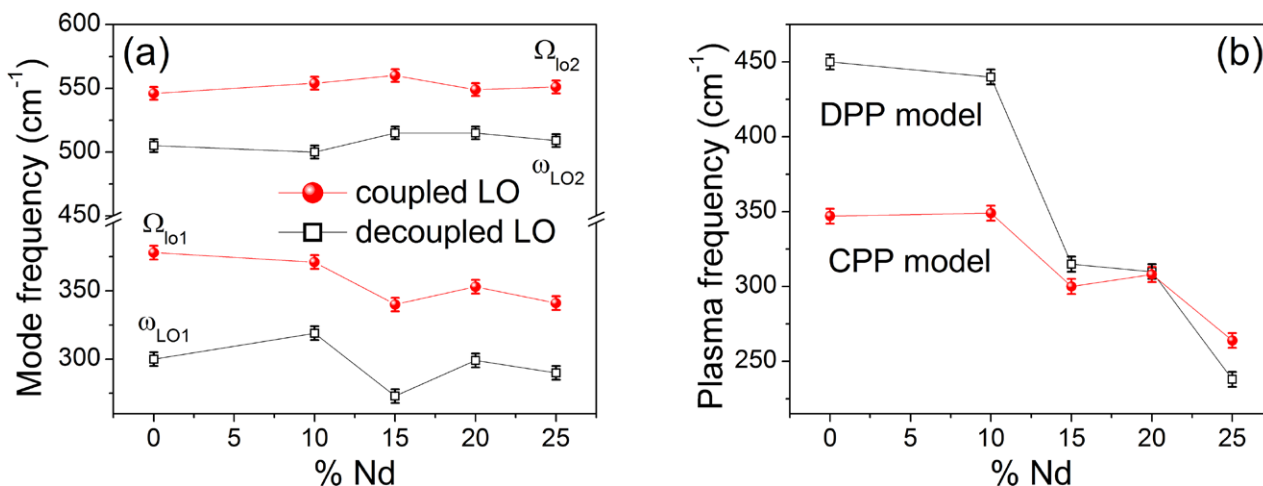 (a)
Mode frequency (cm⁻¹)
600
550
500
450
350
300
Ω_lo2
ω_LO2
coupled LO
decoupled LO
Ω_lo1
ω_LO1
0 5 10 15 20 25
% Nd
(b)
Plasma frequency (cm⁻¹)
450
400
350
300
250
DPP model
CPP model
0 5 10 15 20 25
% Nd